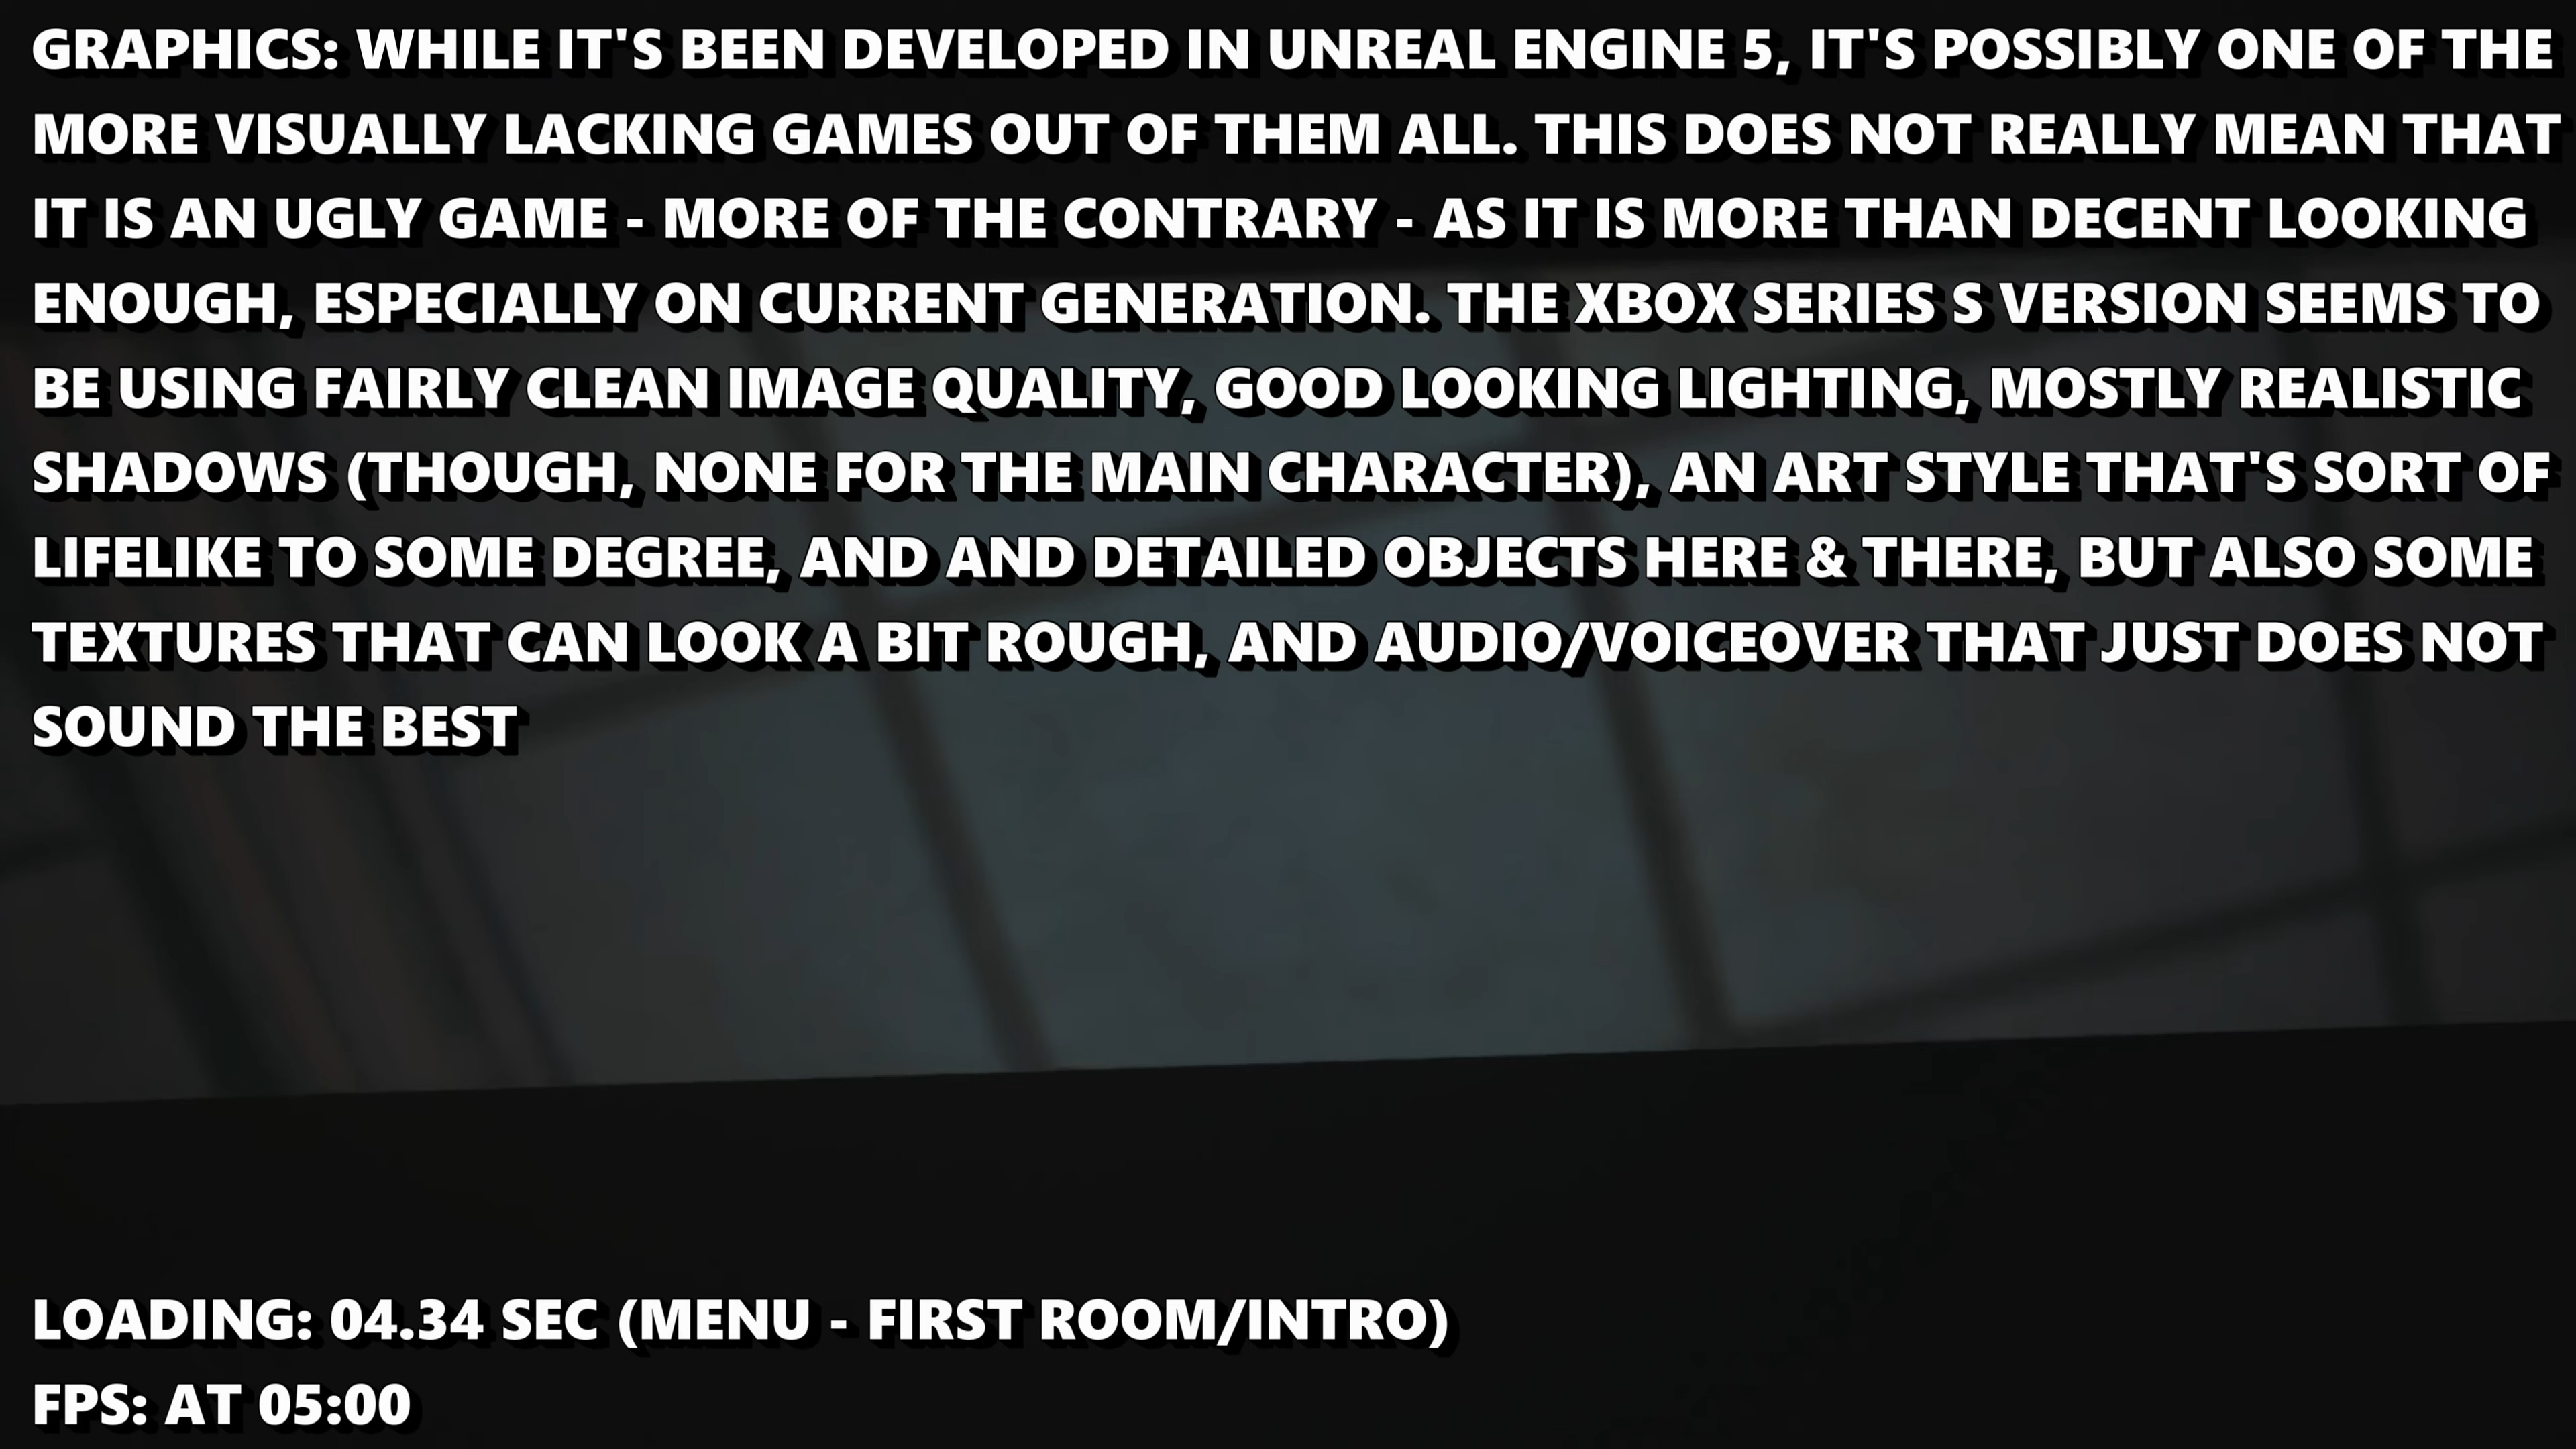 GRAPHICS: WHILE IT'S BEEN DEVELOPED IN UNREAL ENGINE 5, IT'S POSSIBLY ONE OF THE
MORE VISUALLY LACKING GAMES OUT OF THEM ALL. THIS DOES NOT REALLY MEAN THAT
IT IS AN UGLY GAME - MORE OF THE CONTRARY - AS IT IS MORE THAN DECENT LOOKING
ENOUGH, ESPECIALLY ON CURRENT GENERATION. THE XBOX SERIES S VERSION SEEMS TO
BE USING FAIRLY CLEAN IMAGE QUALITY, GOOD LOOKING LIGHTING, MOSTLY REALISTIC
SHADOWS (THOUGH, NONE FOR THE MAIN CHARACTER), AN ART STYLE THAT'S SORT OF
LIFELIKE TO SOME DEGREE, AND AND DETAILED OBJECTS HERE & THERE, BUT ALSO SOME
TEXTURES THAT CAN LOOK A BIT ROUGH, AND AUDIO/VOICEOVER THAT JUST DOES NOT
SOUND THE BEST
LOADING: 04.34 SEC (MENU - FIRST ROOM/INTRO)
FPS: AT 05:00